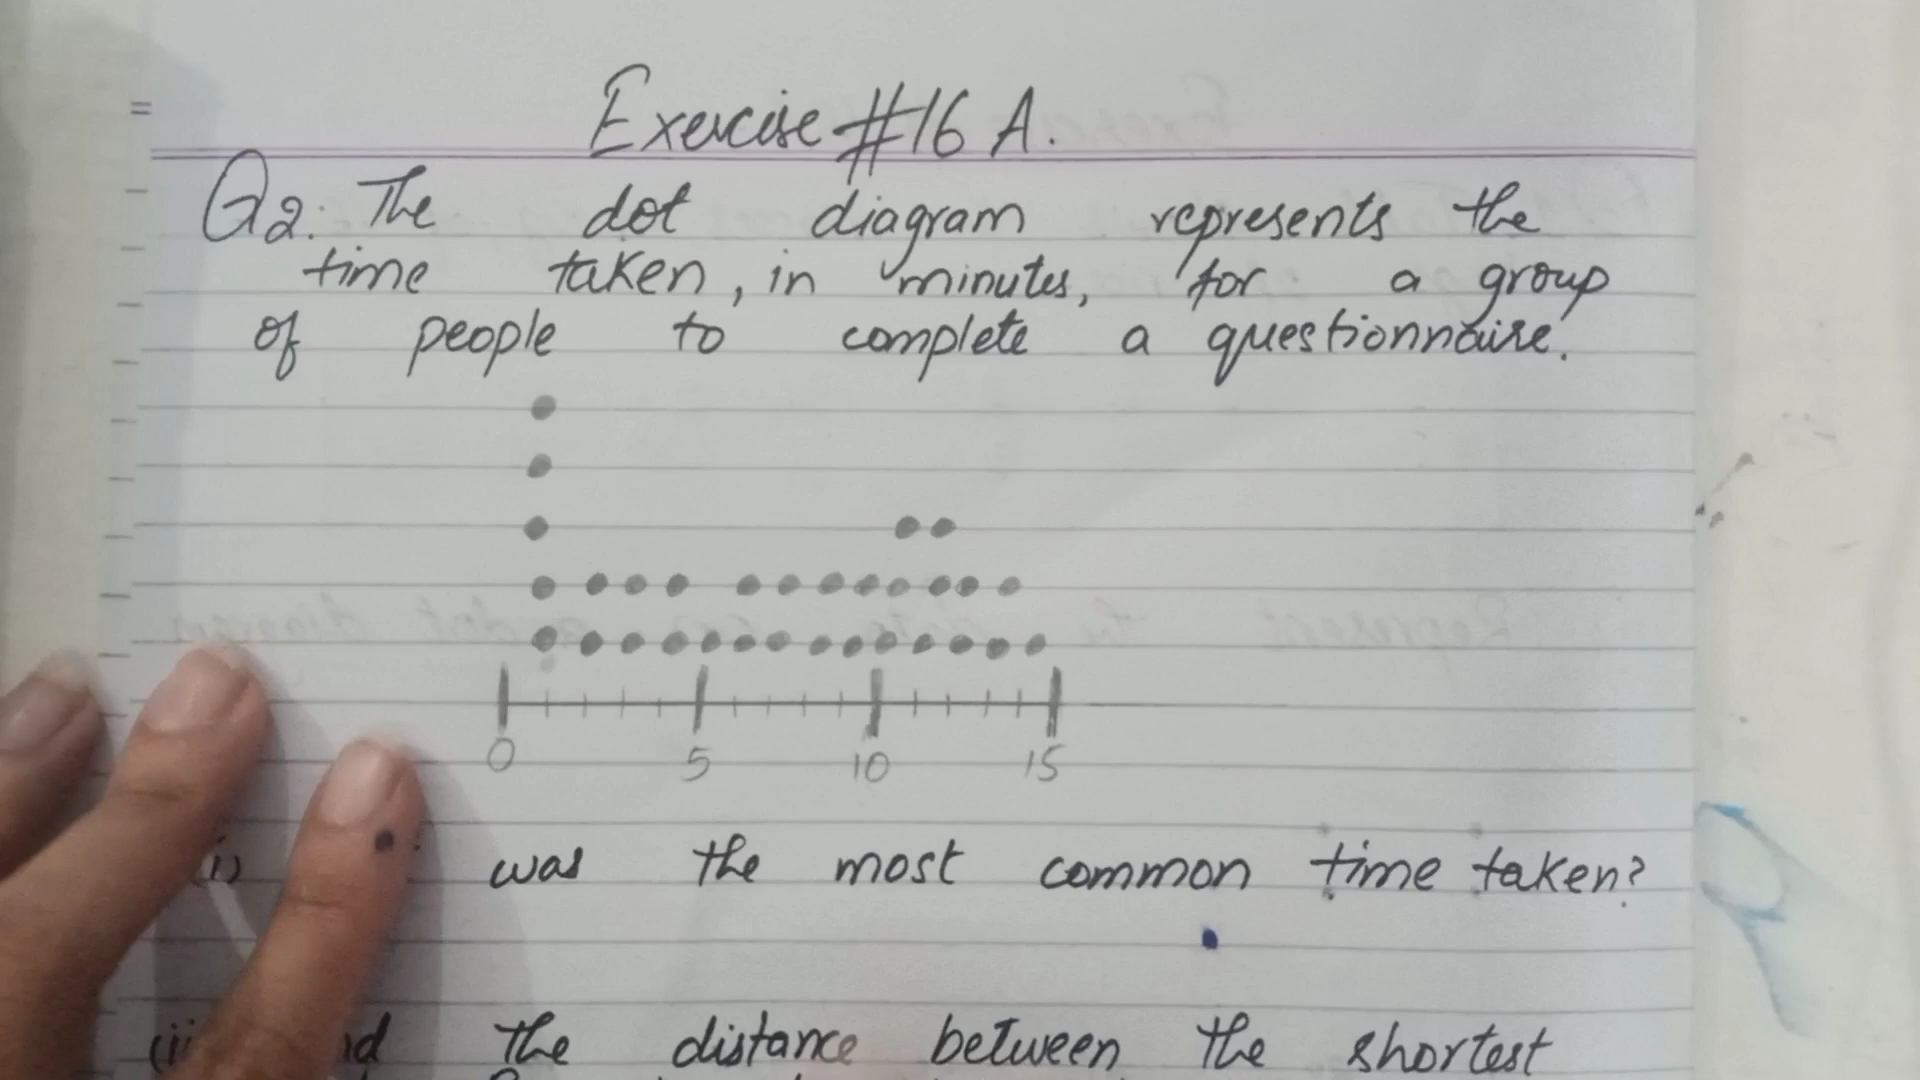 Exercise #16 A.
Q2. The dot diagram represents the
time taken, in minutes, for a group
of people to complete a questionnaire.
0 5 10 15
(i) was the most common time taken?
the distance between the shortest